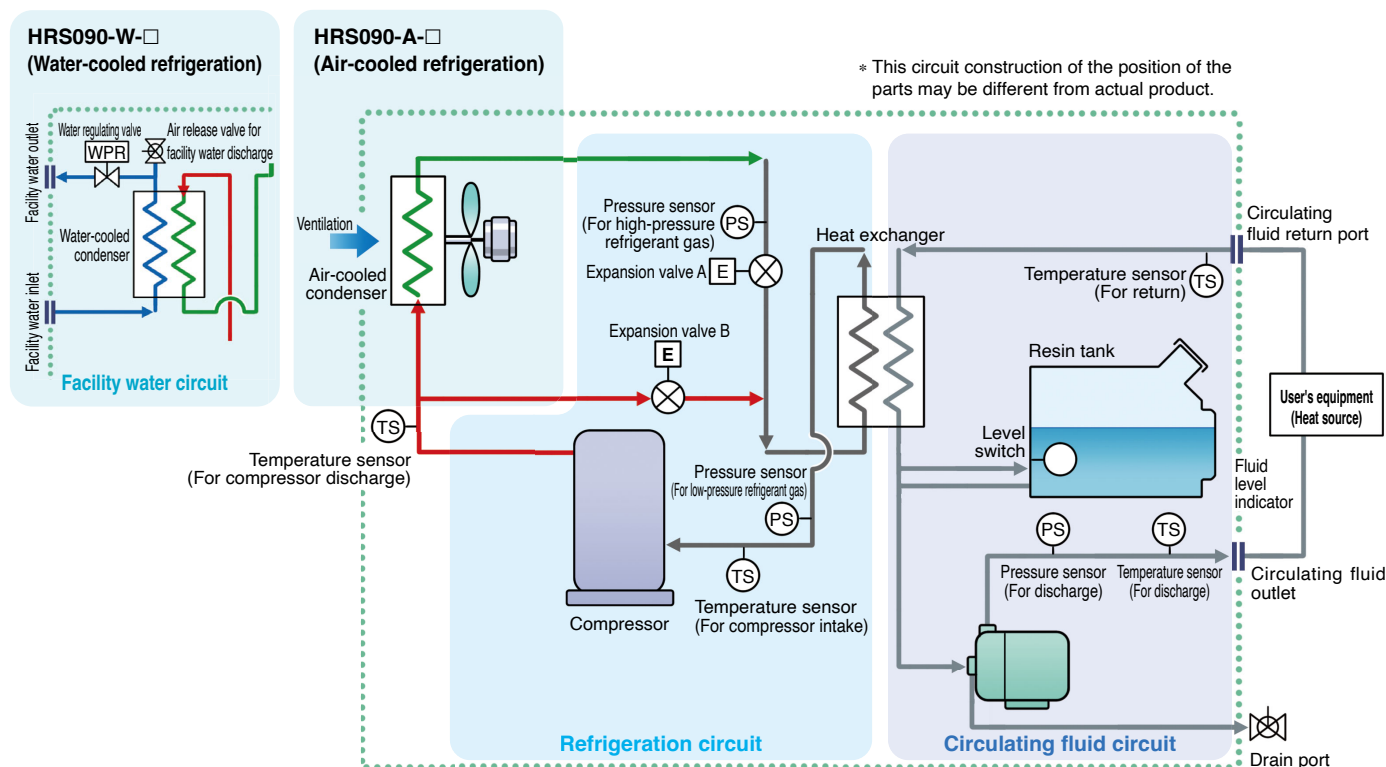 HRS090-W-□
(Water-cooled refrigeration)
HRS090-A-□
(Air-cooled refrigeration)
* This circuit construction of the position of the
parts may be different from actual product.
Facility water outlet
Water regulating valve
WPR
Air release valve for
facility water discharge
Water-cooled
condenser
Facility water inlet
Facility water circuit
Ventilation
Air-cooled
condenser
Pressure sensor
(For high-pressure
refrigerant gas)
PS
Expansion valve A
E
Expansion valve B
E
Heat exchanger
Circulating
fluid return port
Temperature sensor
(For return)
TS
Resin tank
Level
switch
User's equipment
(Heat source)
Fluid
level
indicator
TS
Temperature sensor
(For compressor discharge)
Pressure sensor
(For low-pressure refrigerant gas)
PS
TS
Temperature sensor
(For compressor intake)
Compressor
PS
Pressure sensor
(For discharge)
TS
Temperature sensor
(For discharge)
Circulating fluid
outlet
Refrigeration circuit
Circulating fluid circuit
Drain port